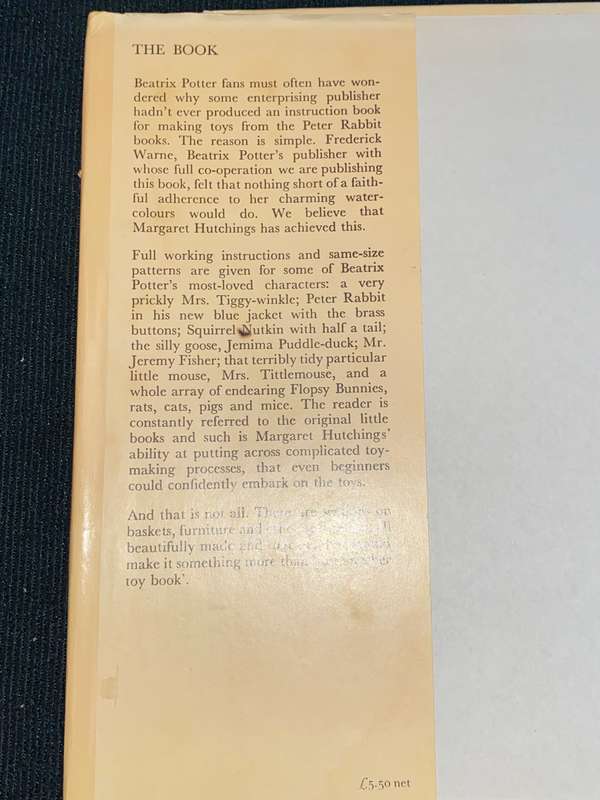 THE BOOK
Beatrix Potter fans must often have won-
dered why some enterprising publisher
hadn't ever produced an instruction book
for making toys from the Peter Rabbit
books. The reason is simple. Frederick
Warne, Beatrix Potter's publisher with
whose full co-operation we are publishing
this book, felt that nothing short of a faith-
ful adherence to her charming water-
colours would do. We believe that
Margaret Hutchings has achieved this.
Full working instructions and same-size
patterns are given for some of Beatrix
Potter's most-loved characters: a very
prickly Mrs. Tiggy-winkle; Peter Rabbit
in his new blue jacket with the brass
buttons; Squirrel Nutkin with half a tail;
the silly goose, Jemima Puddle-duck; Mr.
Jeremy Fisher; that terribly tidy particular
little mouse, Mrs. Tittlemouse, and a
whole array of endearing Flopsy Bunnies,
rats, cats, pigs and mice. The reader is
constantly referred to the original little
books and such is Margaret Hutchings'
ability at putting across complicated toy-
making processes, that even beginners
could confidently embark on the toys.
And that is not all. There are on
baskets, furniture and
beautifully made and
make it something more than
toy book'.
£5.50 net